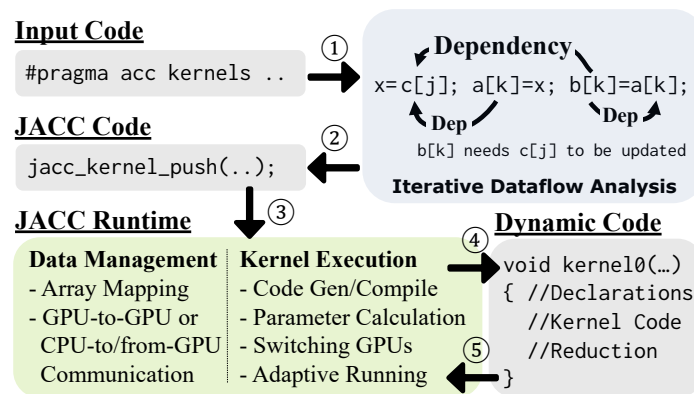 Input Code
#pragma acc kernels ..
①
Dependency
x=c[j]; a[k]=x; b[k]=a[k];
Dep
Dep
b[k] needs c[j] to be updated
Iterative Dataflow Analysis
JACC Code
②
jacc_kernel_push(..);
③
JACC Runtime
Data Management
- Array Mapping
- GPU-to-GPU or
CPU-to/from-GPU
Communication
Kernel Execution
- Code Gen/Compile
- Parameter Calculation
- Switching GPUs
- Adaptive Running
④
⑤
Dynamic Code
void kernel0(…)
{ //Declarations
//Kernel Code
//Reduction
}